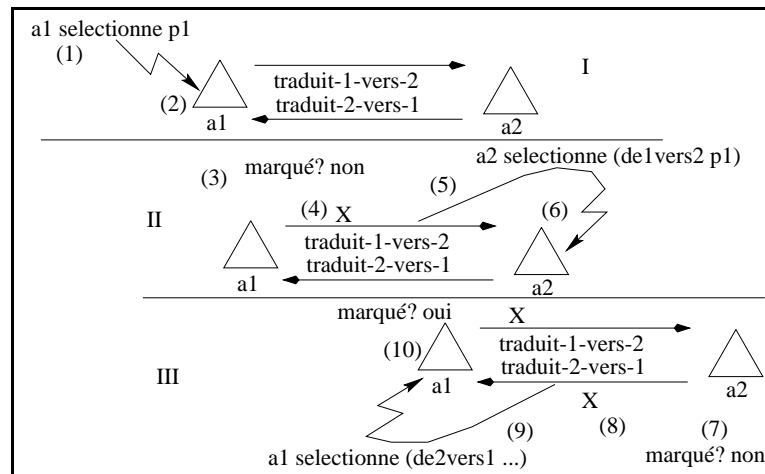 a1 selectionne p1
(1)
I
traduit-1-vers-2
(2)
traduit-2-vers-1
a1
a2
a2 selectionne (de1vers2 p1)
marqué? non
(3)
(5)
II
(4) X
(6)
traduit-1-vers-2
traduit-2-vers-1
a1
a2
marqué? oui
X
(10)
traduit-1-vers-2
traduit-2-vers-1
III
a1
a2
X
(9)
(8)
(7)
a1 selectionne (de2vers1 ...)
marqué? non